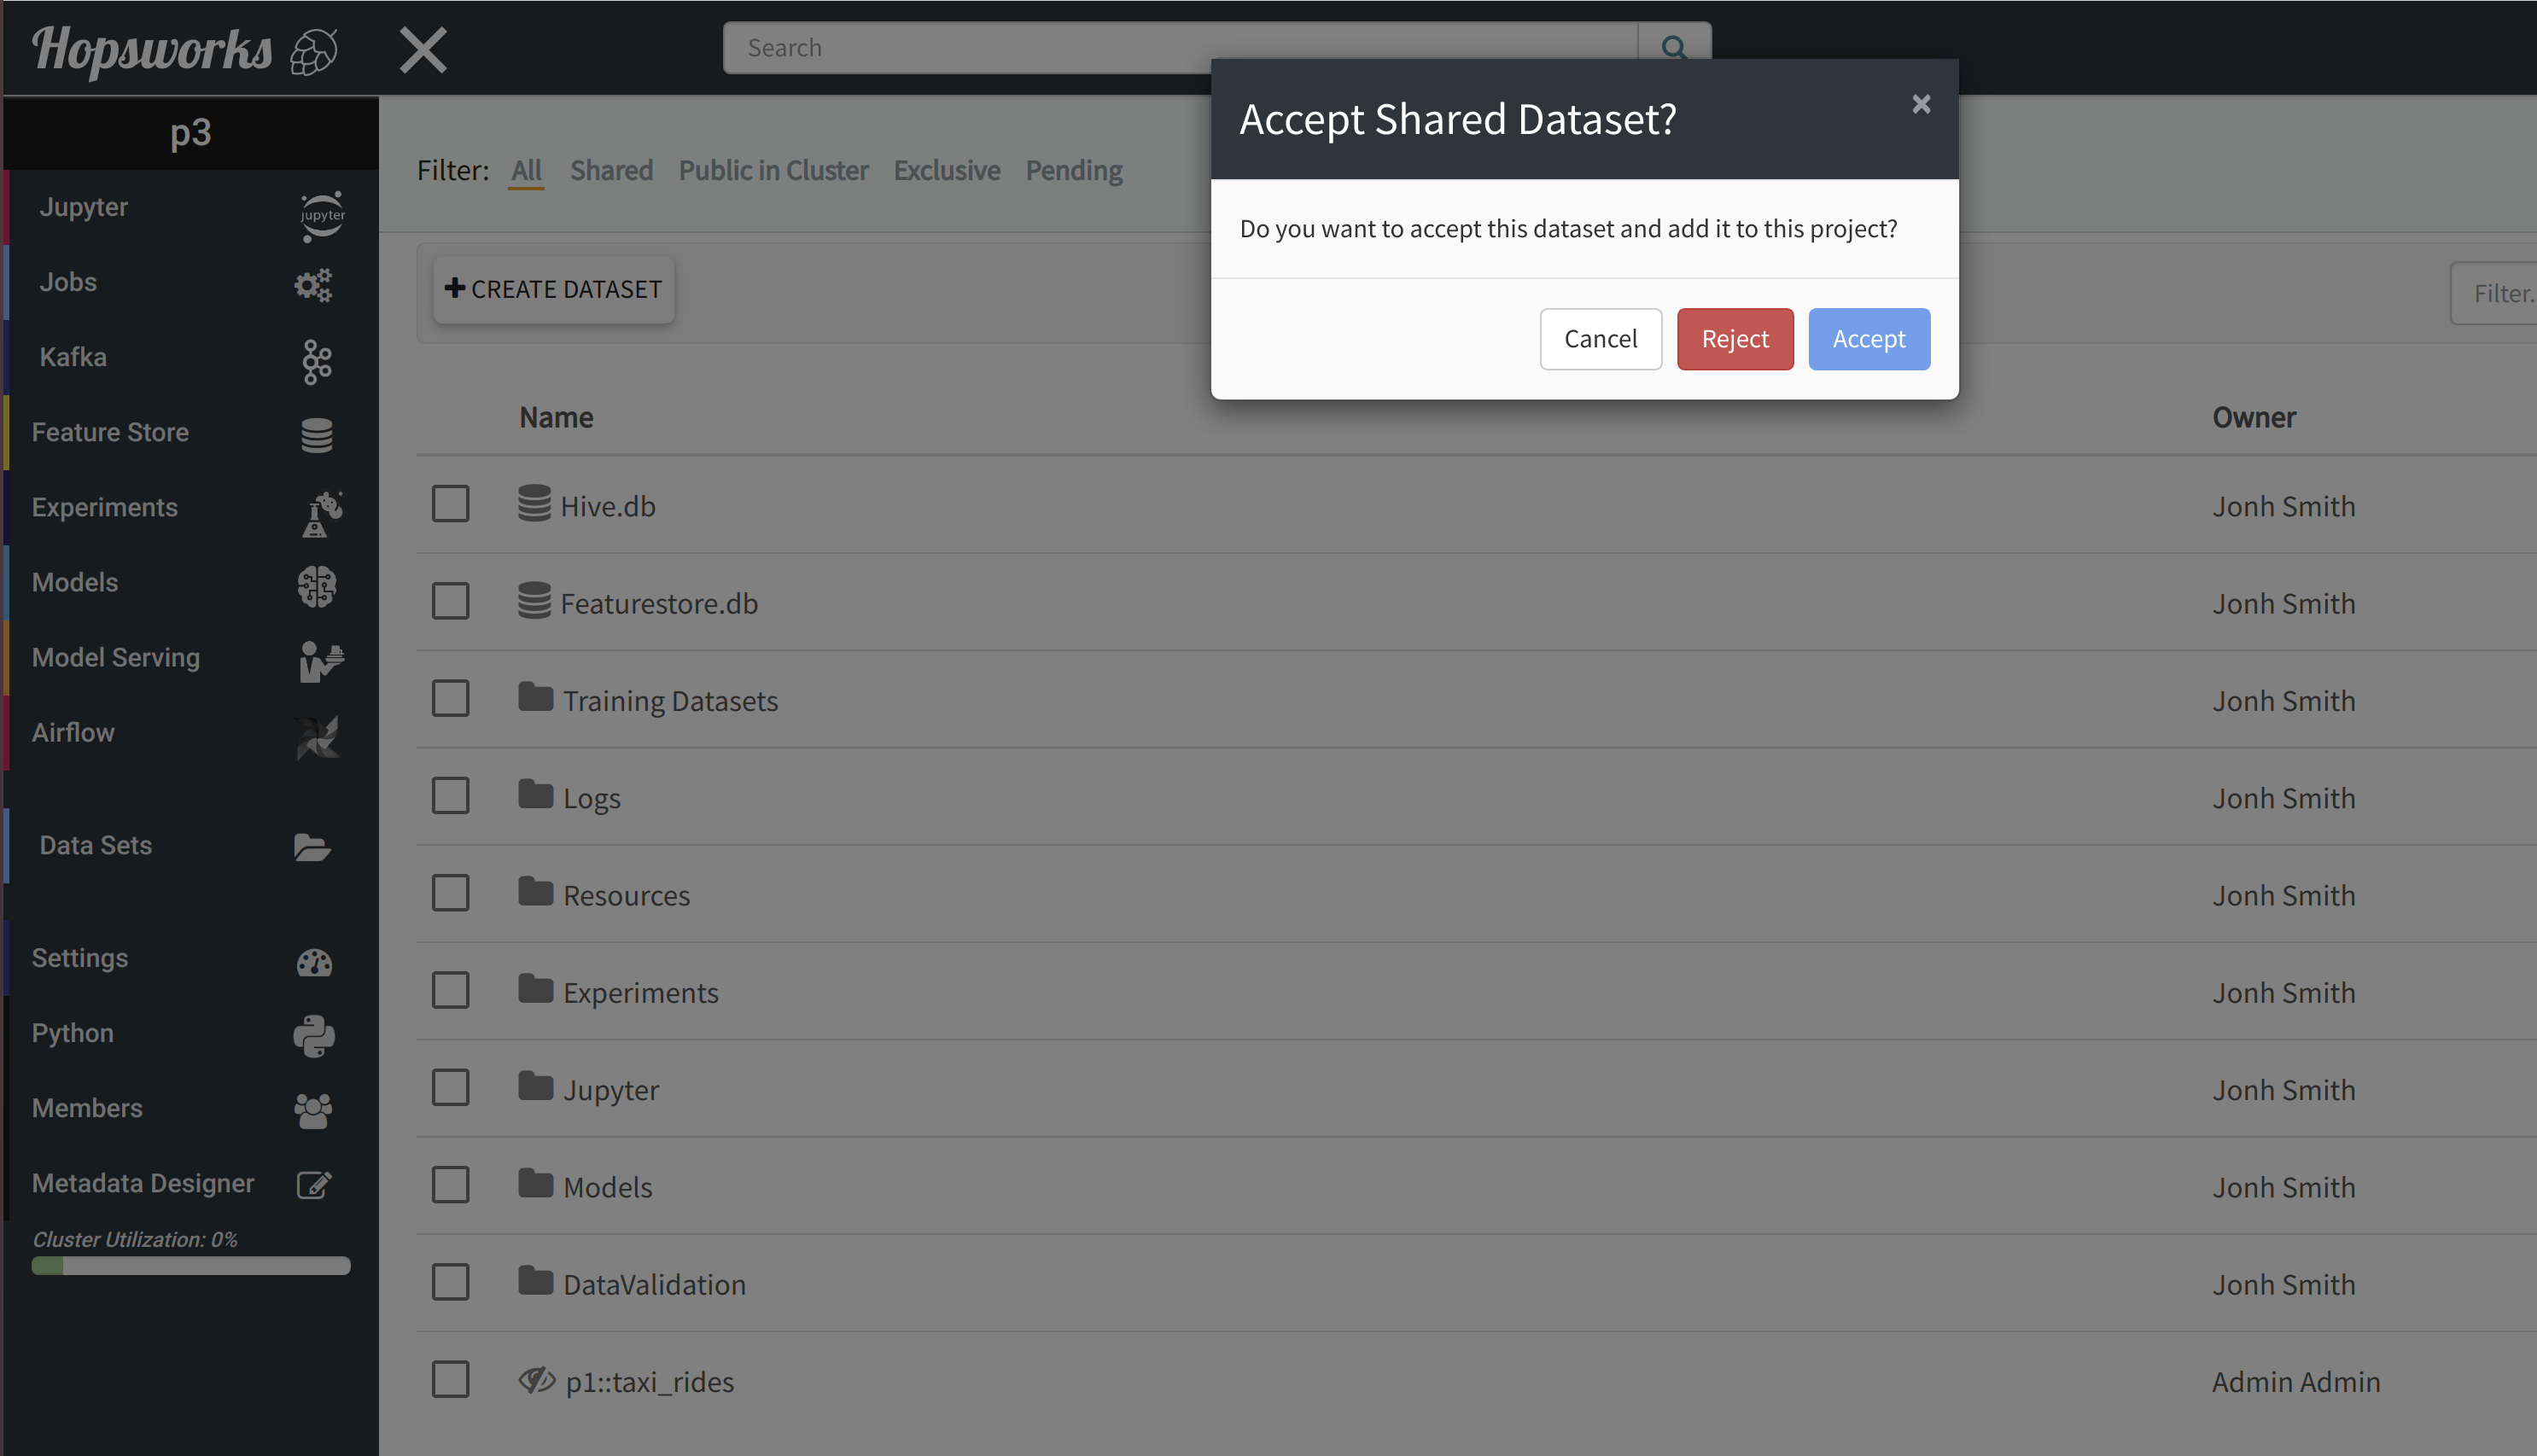 Hopsworks
Search
p3
Jupyter
jupyter
Jobs
Kafka
Feature Store
Experiments
Models
Model Serving
Airflow
Data Sets
Settings
Python
Members
Metadata Designer
Cluster Utilization: 0%
Filter: All Shared Public in Cluster Exclusive Pending
CREATE DATASET
Filter.
Accept Shared Dataset?
Do you want to accept this dataset and add it to this project?
Cancel Reject Accept
Name Owner
Hive.db Jonh Smith
Featurestore.db Jonh Smith
Training Datasets Jonh Smith
Logs Jonh Smith
Resources Jonh Smith
Experiments Jonh Smith
Jupyter Jonh Smith
Models Jonh Smith
DataValidation Jonh Smith
p1::taxi_rides Admin Admin